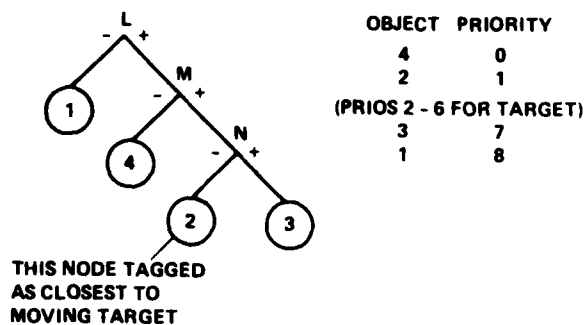 L
- +
M
- +
N
- +
1
4
2
3
THIS NODE TAGGED
AS CLOSEST TO
MOVING TARGET
OBJECT PRIORITY
4 0
2 1
(PRIOS 2 - 6 FOR TARGET)
3 7
1 8